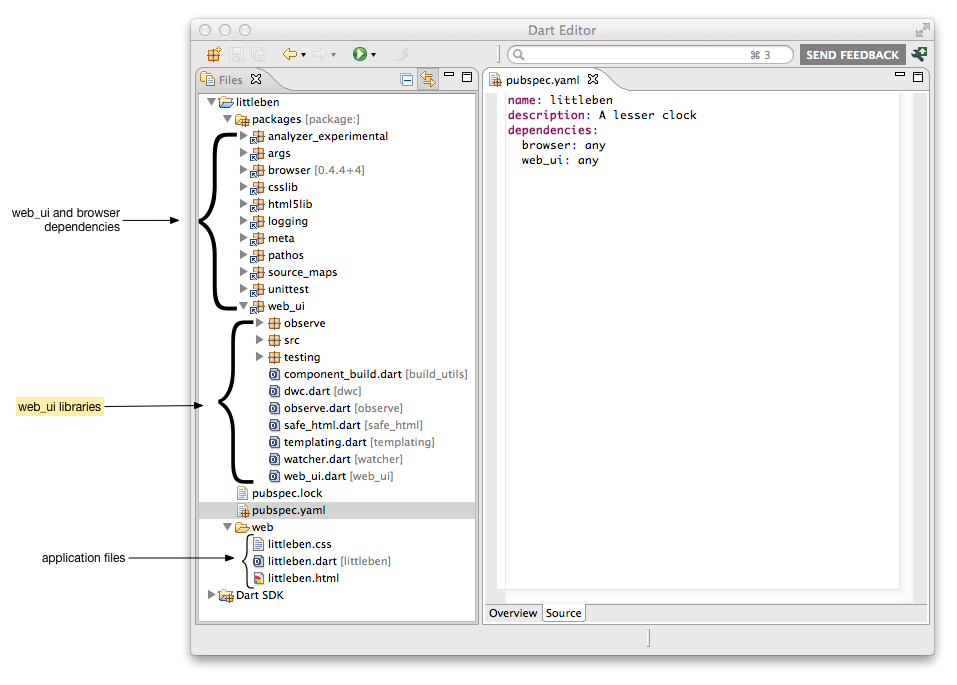 Dart Editor
⌘ 3
SEND FEEDBACK
Files
littleben
packages [package:]
analyzer_experimental
args
browser [0.4.4+4]
csslib
html5lib
logging
meta
pathos
source_maps
unittest
web_ui
observe
src
testing
component_build.dart [build_utils]
dwc.dart [dwc]
observe.dart [observe]
safe_html.dart [safe_html]
templating.dart [templating]
watcher.dart [watcher]
web_ui.dart [web_ui]
pubspec.lock
pubspec.yaml
web
littleben.css
littleben.dart [littleben]
littleben.html
Dart SDK
web_ui and browser
dependencies
web_ui libraries
application files
pubspec.yaml
name: littleben
description: A lesser clock
dependencies:
browser: any
web_ui: any
Overview
Source